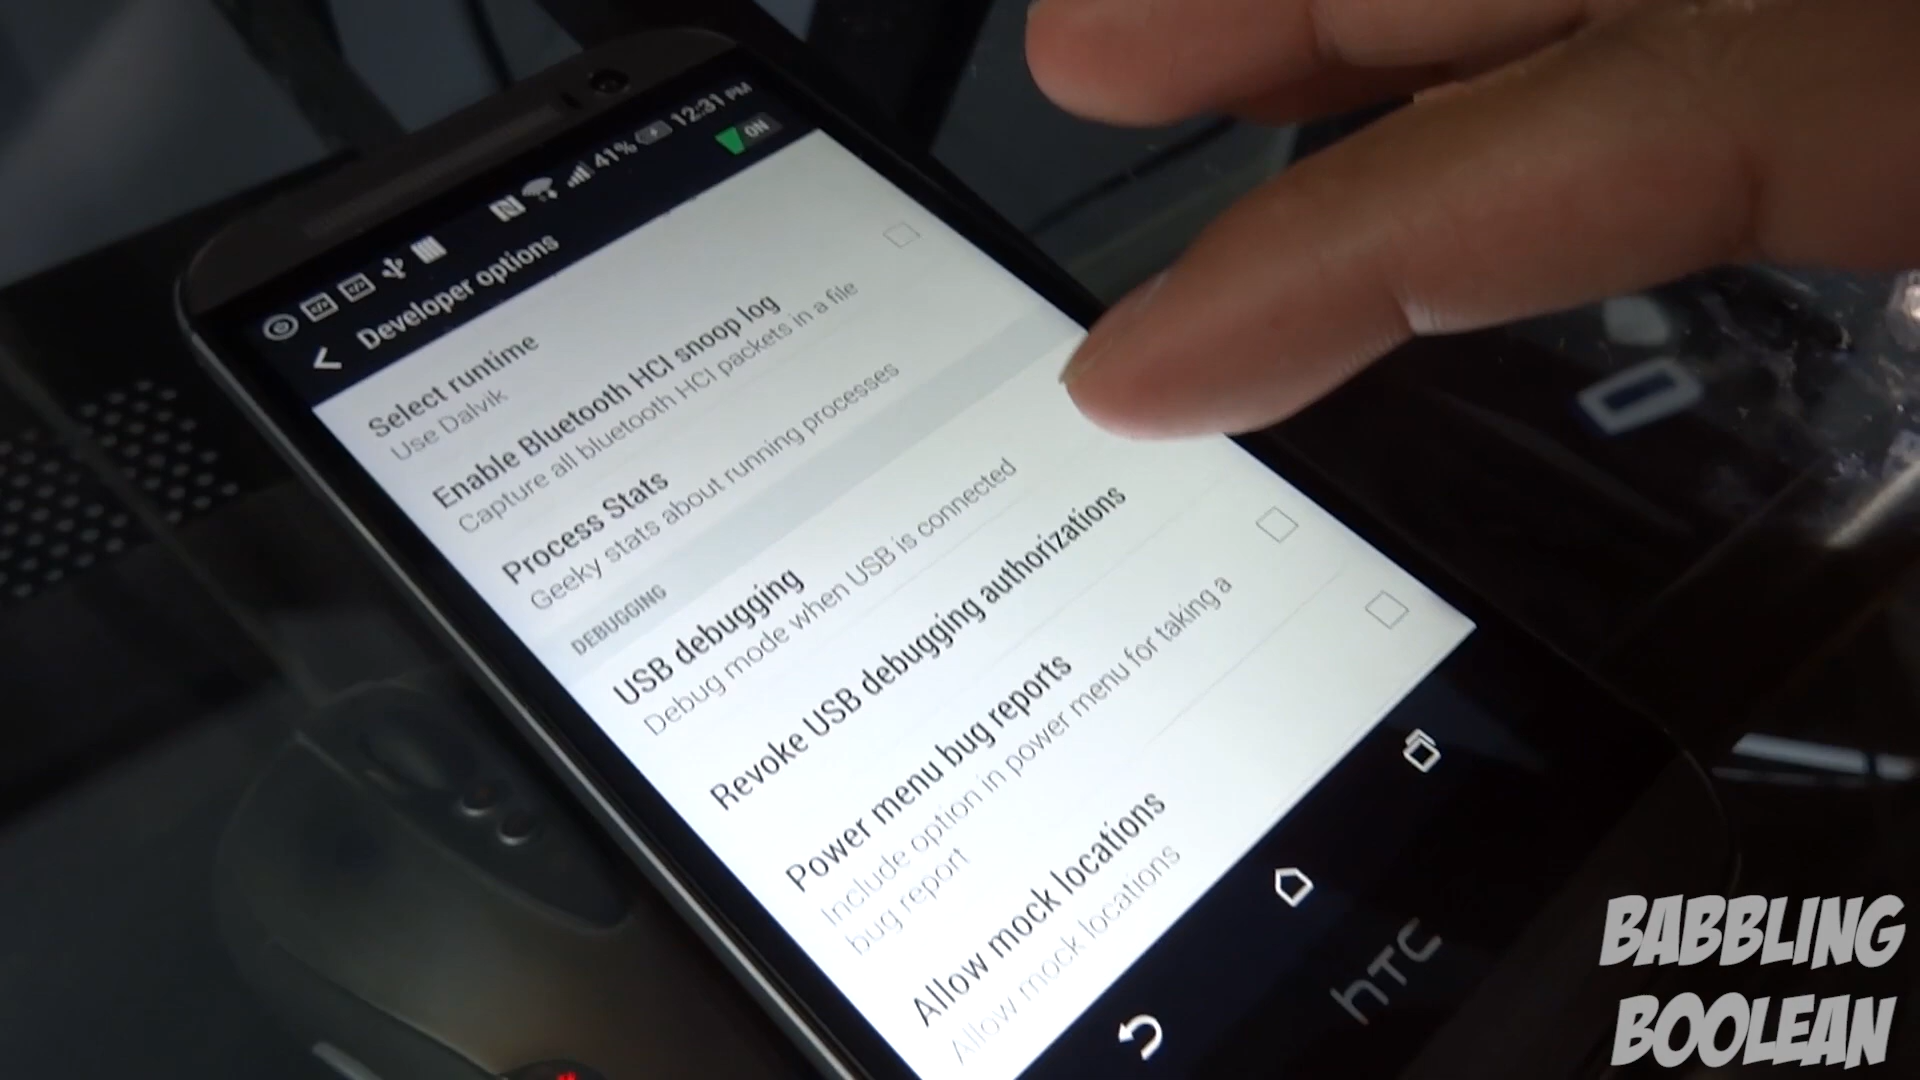 41% 12:31 PM
Developer options
ON
Select runtime
Use Dalvik
Enable Bluetooth HCI snoop log
Capture all bluetooth HCI packets in a file
Process Stats
Geeky stats about running processes
DEBUGGING
USB debugging
Debug mode when USB is connected
Revoke USB debugging authorizations
Power menu bug reports
Include option in power menu for taking a
bug report
Allow mock locations
Allow mock locations
hTC
BABBLING
BOOLEAN